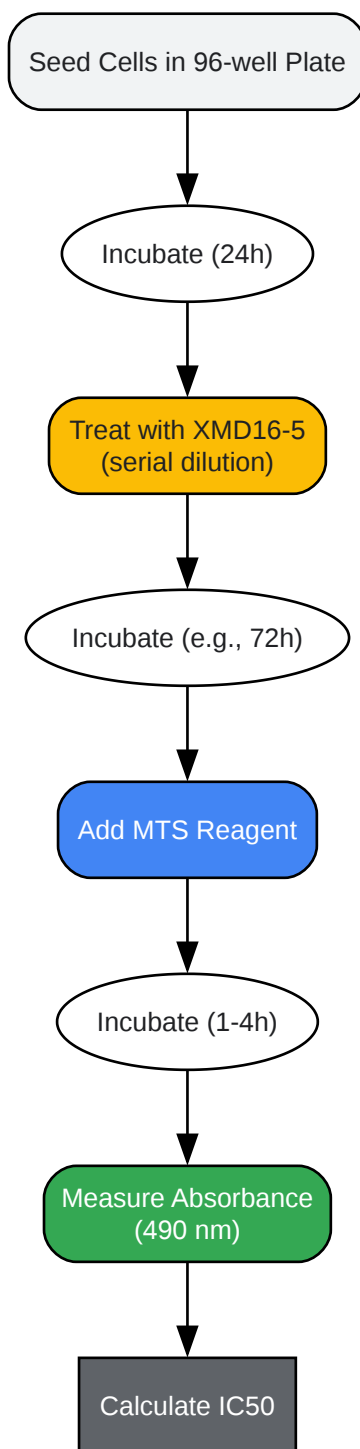 Seed Cells in 96-well Plate
Incubate (24h)
Treat with XMD16-5
(serial dilution)
Incubate (e.g., 72h)
Add MTS Reagent
Incubate (1-4h)
Measure Absorbance
(490 nm)
Calculate IC50